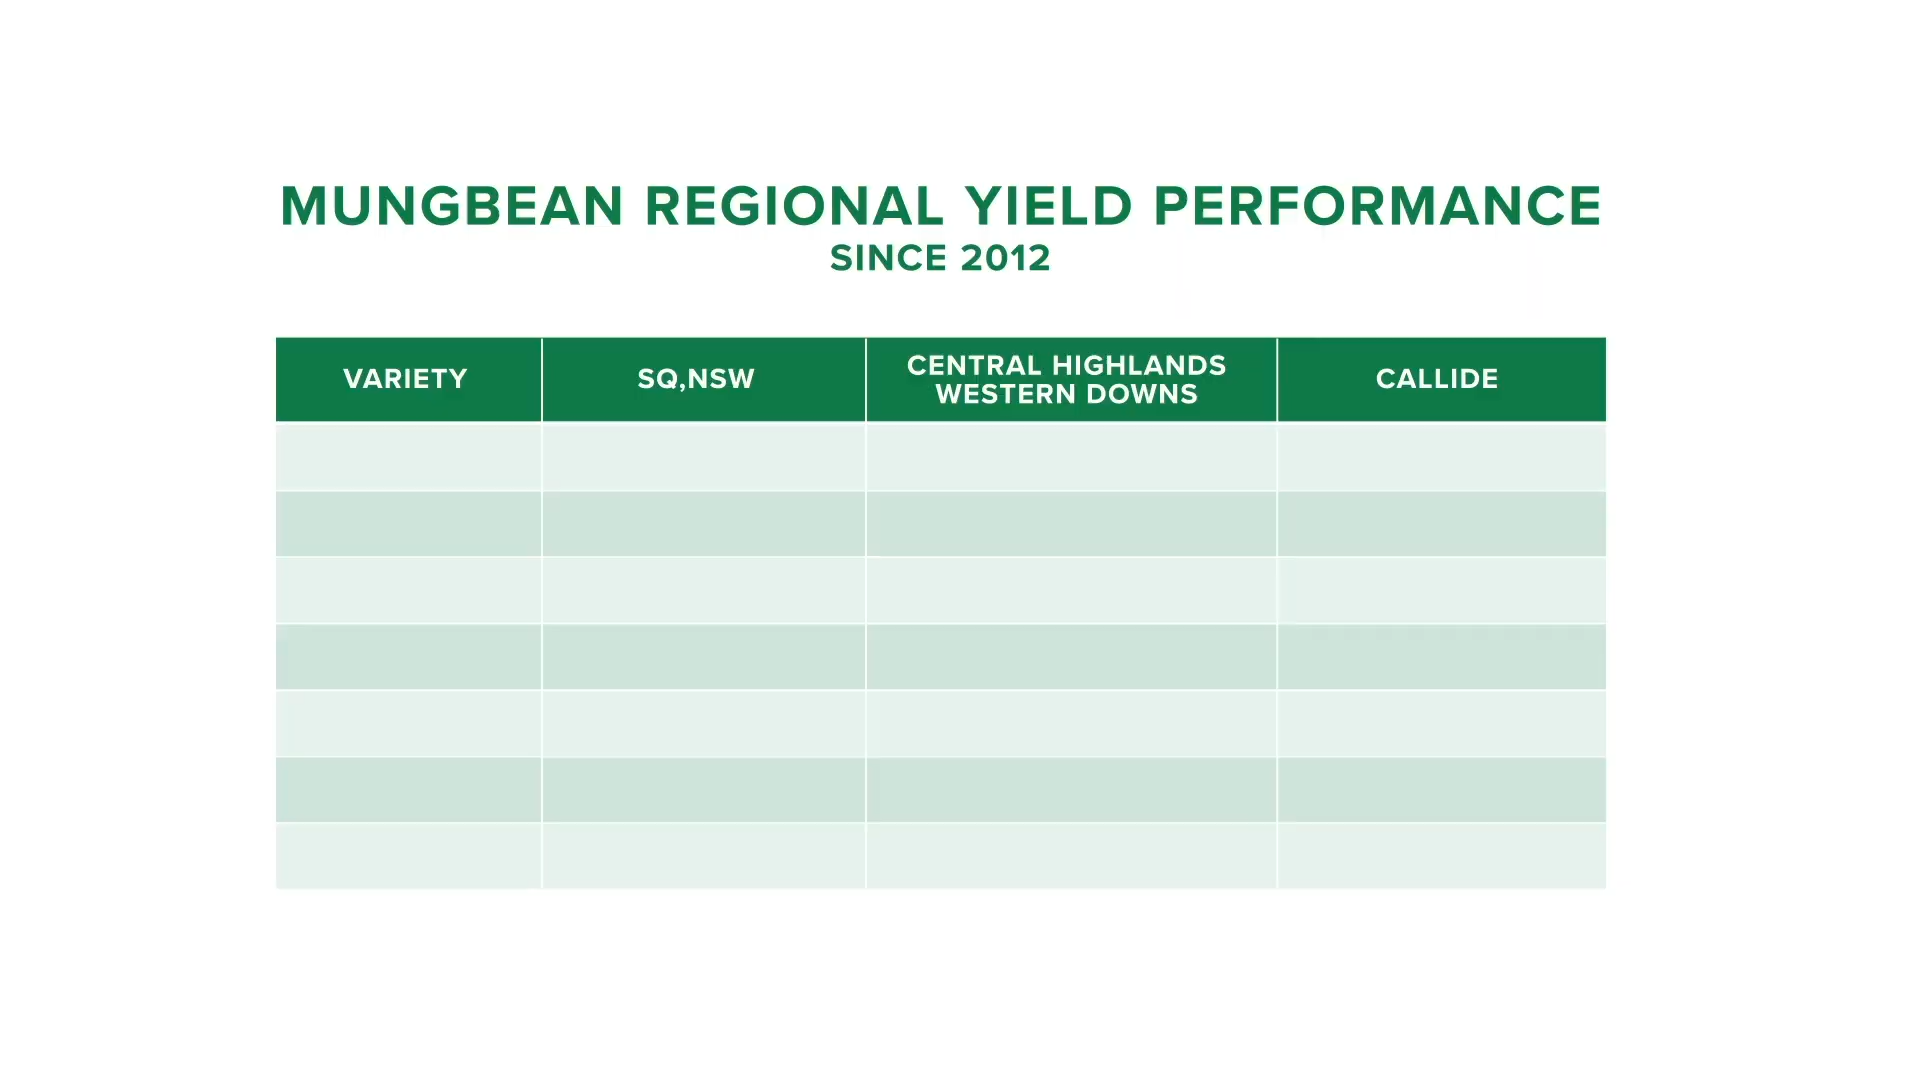 MUNGBEAN REGIONAL YIELD PERFORMANCE
SINCE 2012
VARIETY
SQ,NSW
CENTRAL HIGHLANDS
WESTERN DOWNS
CALLIDE